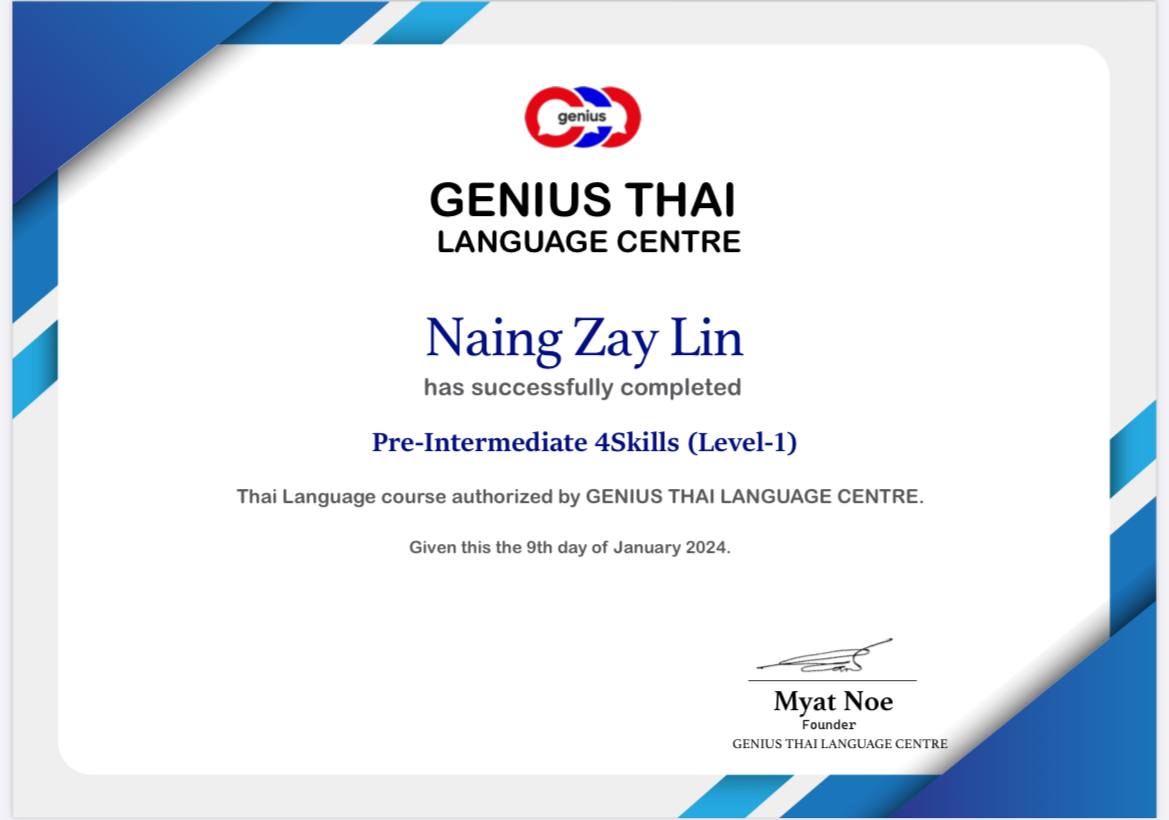 genius
GENIUS THAI
LANGUAGE CENTRE
Naing Zay Lin
has successfully completed
Pre-Intermediate 4Skills (Level-1)
Thai Language course authorized by GENIUS THAI LANGUAGE CENTRE.
Given this the 9th day of January 2024.
Myat Noe
Founder
GENIUS THAI LANGUAGE CENTRE